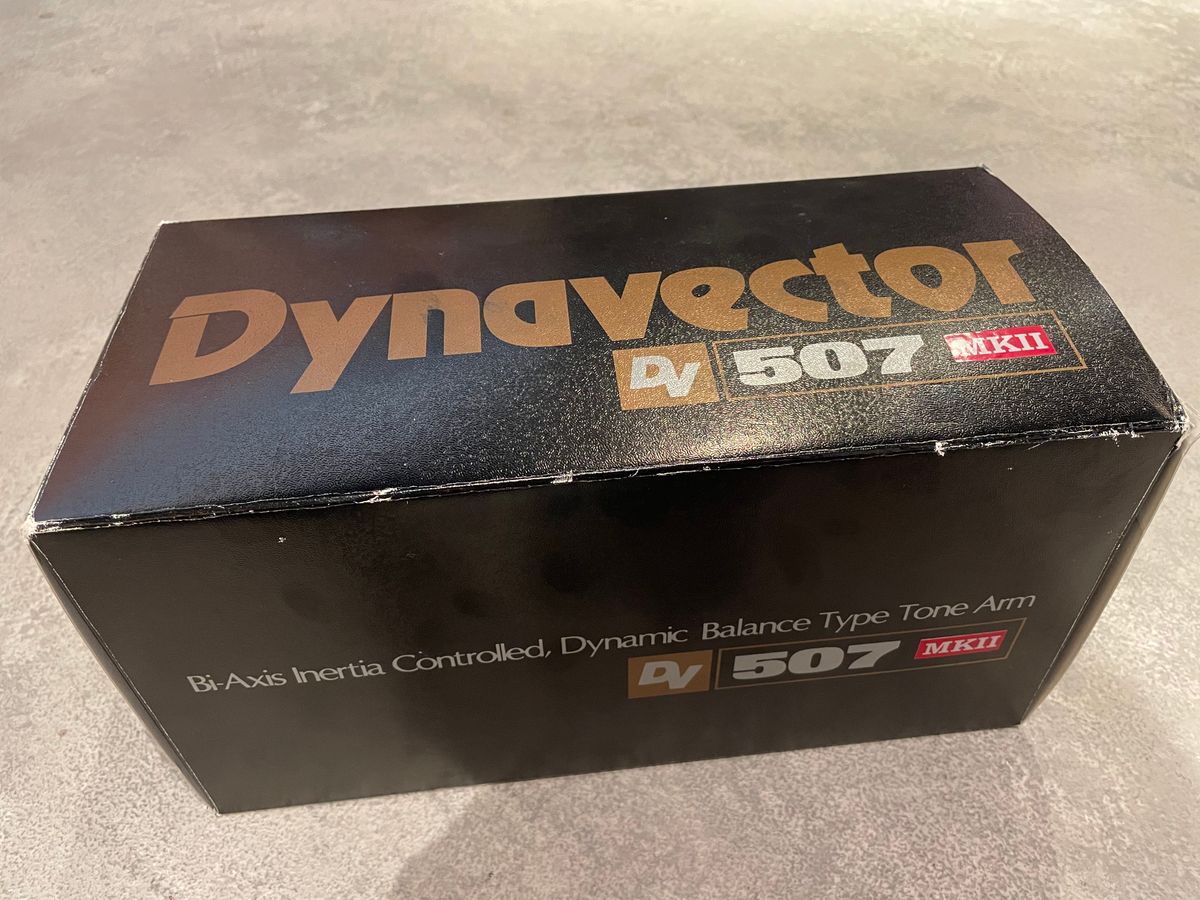 Dynavector
DV 507 MKII
Bi-Axis Inertia Controlled, Dynamic Balance Type Tone Arm
DV 507 MKII